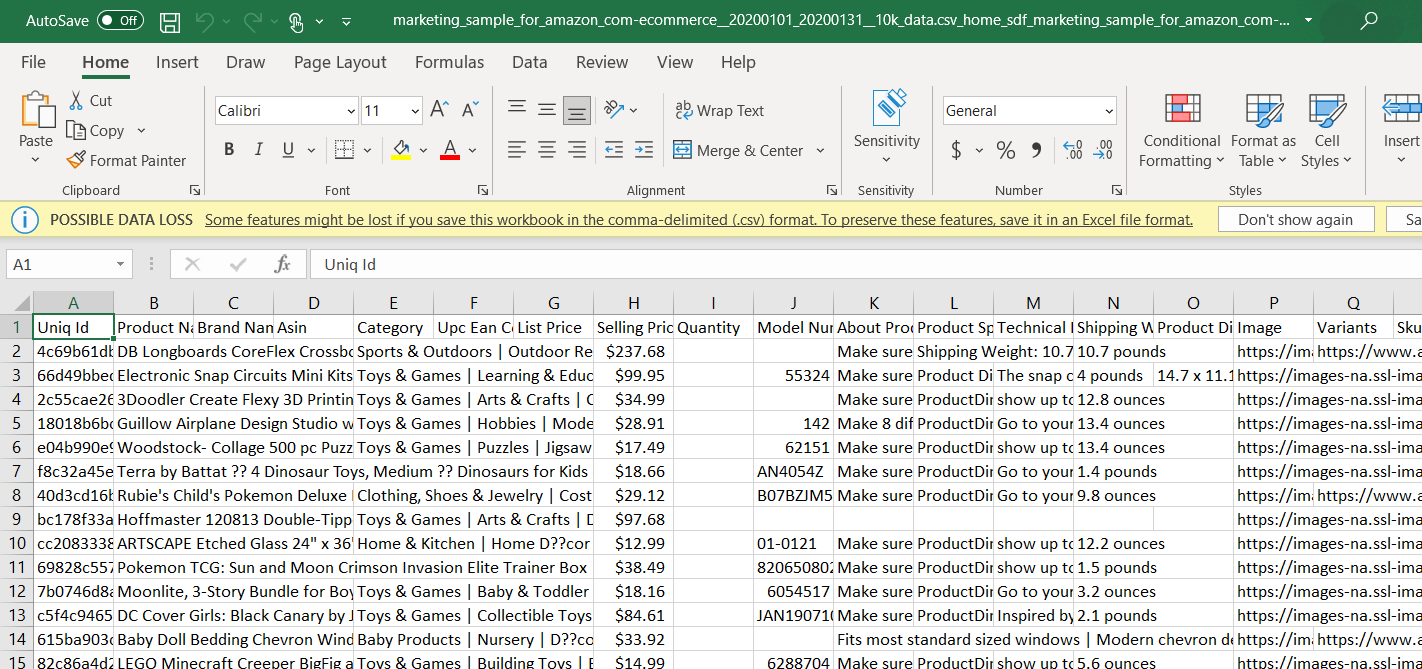 AutoSave Off marketing_sample_for_amazon_com-ecommerce__20200101_20200131__10k_data.csv_home_sdf_marketing_sample_for_amazon_com-...
File Home Insert Draw Page Layout Formulas Data Review View Help
Paste Cut Copy Format Painter Clipboard
Calibri 11 B I U A Font
ab Wrap Text Merge & Center Alignment
Sensitivity Sensitivity
General $ % 9 .00 .00 Number
Conditional Formatting Format as Table Cell Styles Styles
Insert
POSSIBLE DATA LOSS Some features might be lost if you save this workbook in the comma-delimited (.csv) format. To preserve these features, save it in an Excel file format. Don't show again Sa
A1 fx Uniq Id
A B C D E F G H I J K L M N O P Q
1 Uniq Id Product Na Brand Nan Asin Category Upc Ean C List Price Selling Pric Quantity Model Nur About Pro Product Sp Technical Shipping W Product Di Image Variants Sku
2 4c69b61db DB Longboards CoreFlex Crossbo Sports & Outdoors | Outdoor Re $237.68 Make sure Shipping Weight: 10.7 10.7 pounds https://ima https://www.a
3 66d49bbed Electronic Snap Circuits Mini Kits Toys & Games | Learning & Educ $99.95 55324 Make sure Product Di The snap c 4 pounds 14.7 x 11.1 https://images-na.ssl-ima
4 2c55cae26 3Doodler Create Flexy 3D Printin Toys & Games | Arts & Crafts | C $34.99 Make sure ProductDir show up to 12.8 ounces https://images-na.ssl-ima
5 18018b6bc Guillow Airplane Design Studio w Toys & Games | Hobbies | Mode $28.91 142 Make 8 dif ProductDir Go to your 13.4 ounces https://images-na.ssl-ima
6 e04b990e9 Woodstock- Collage 500 pc Puzz Toys & Games | Puzzles | Jigsaw $17.49 62151 Make sure ProductDir show up to 13.4 ounces https://images-na.ssl-ima
7 f8c32a45e Terra by Battat ?? 4 Dinosaur Toys, Medium ?? Dinosaurs for Kids $18.66 AN4054Z Make sure ProductDir Go to your 1.4 pounds https://images-na.ssl-ima
8 40d3cd16b Rubie's Child's Pokemon Deluxe Clothing, Shoes & Jewelry | Cost $29.12 B07BZJM5 Make sure ProductDir Go to your 9.8 ounces https://ima https://www.a
9 bc178f33a Hoffmaster 120813 Double-Tipp Toys & Games | Arts & Crafts | D $97.68 https://images-na.ssl-ima
10 cc2083338 ARTSCAPE Etched Glass 24" x 36" Home & Kitchen | Home D??cor $12.99 01-0121 Make sure ProductDir show up to 12.2 ounces https://images-na.ssl-ima
11 69828c557 Pokemon TCG: Sun and Moon Crimson Invasion Elite Trainer Box $38.49 820650802 Make sure ProductDir show up to 1.5 pounds https://images-na.ssl-ima
12 7b0746d8a Moonlite, 3-Story Bundle for Boy Toys & Games | Baby & Toddler $18.16 6054517 Make sure ProductDir Go to your 3.2 ounces https://images-na.ssl-ima
13 c5f4c9465 DC Cover Girls: Black Canary by J Toys & Games | Collectible Toys $84.61 JAN190710 Make sure ProductDir Inspired by 2.1 pounds https://images-na.ssl-ima
14 615ba903c Baby Doll Bedding Chevron Wind Baby Products | Nursery | D??co $33.92 Fits most standard sized windows | Modern chevron de https://ima https://www.a
15 82c86a4d2 LEGO Minecraft Creeper BigFig a Toys & Games | Building Toys | $14.99 6288704 Make sure ProductDir show up to 5.6 ounces https://images-na.ssl-ima